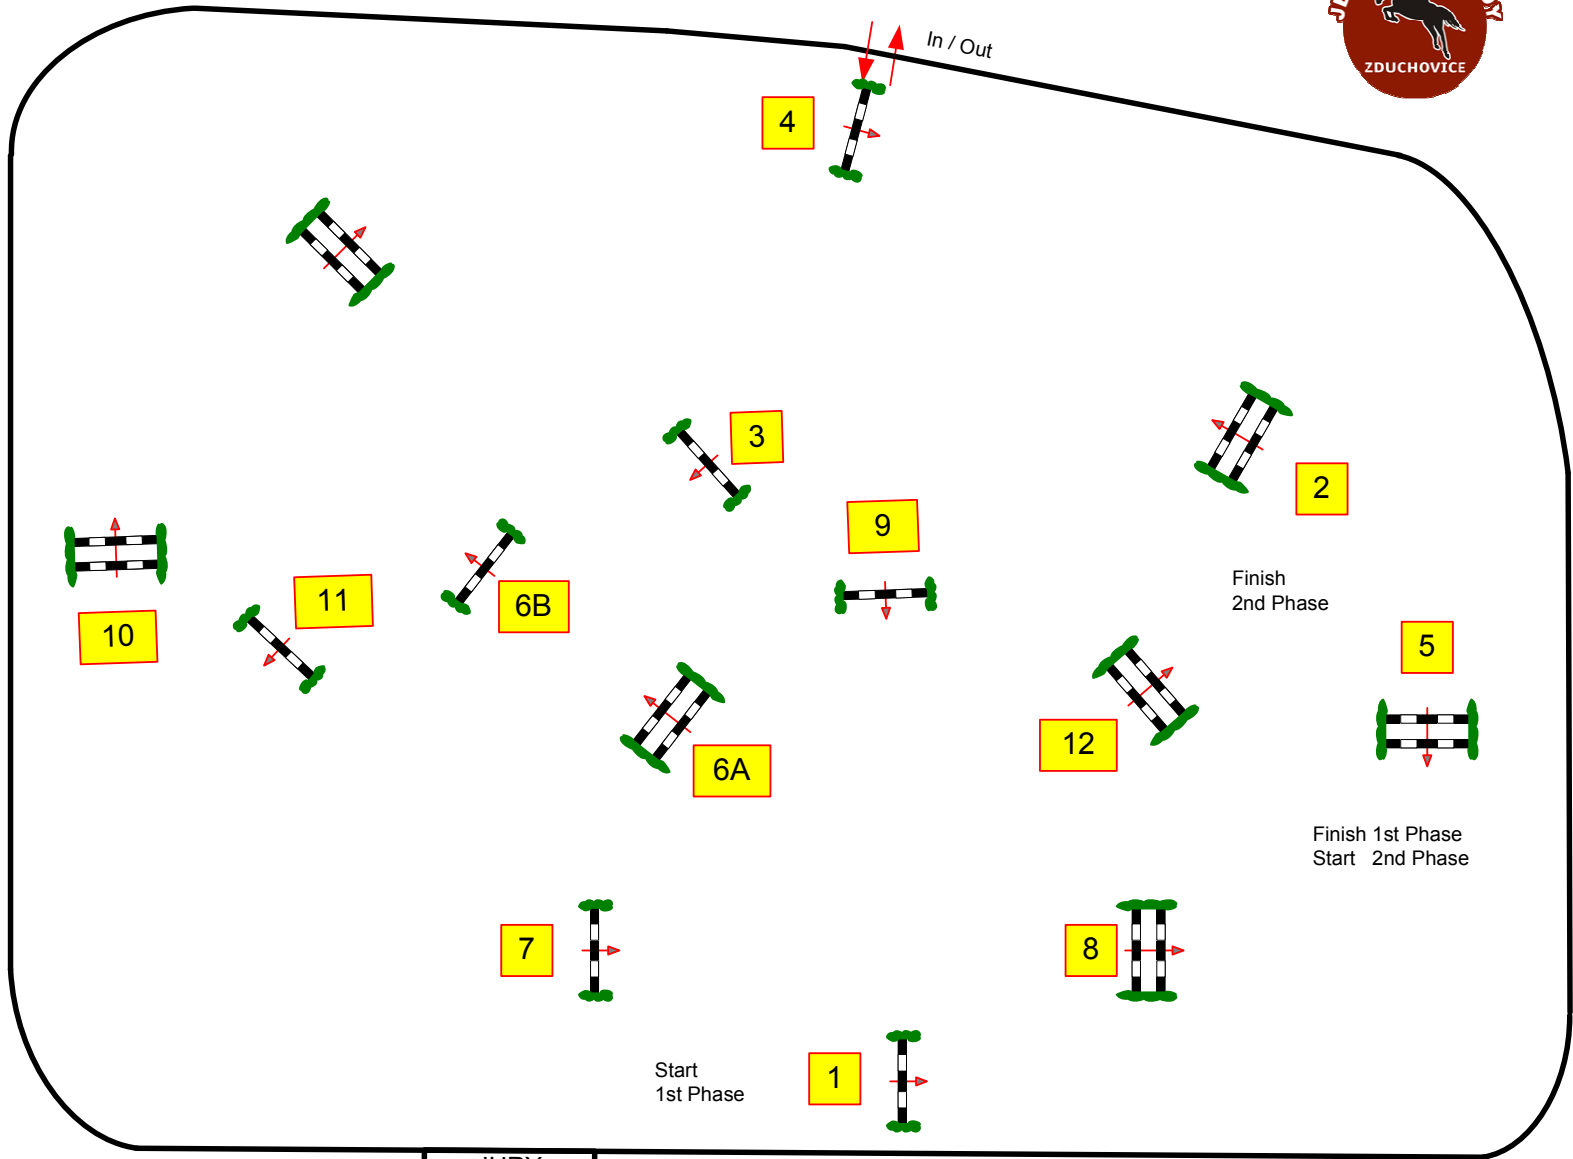 ZDUCHOVICE
In / Out
4
3
2
9
Finish
2nd Phase
11
6B
10
5
12
6A
Finish 1st Phase
Start 2nd Phase
7
8
Start
1st Phase
1
JURY